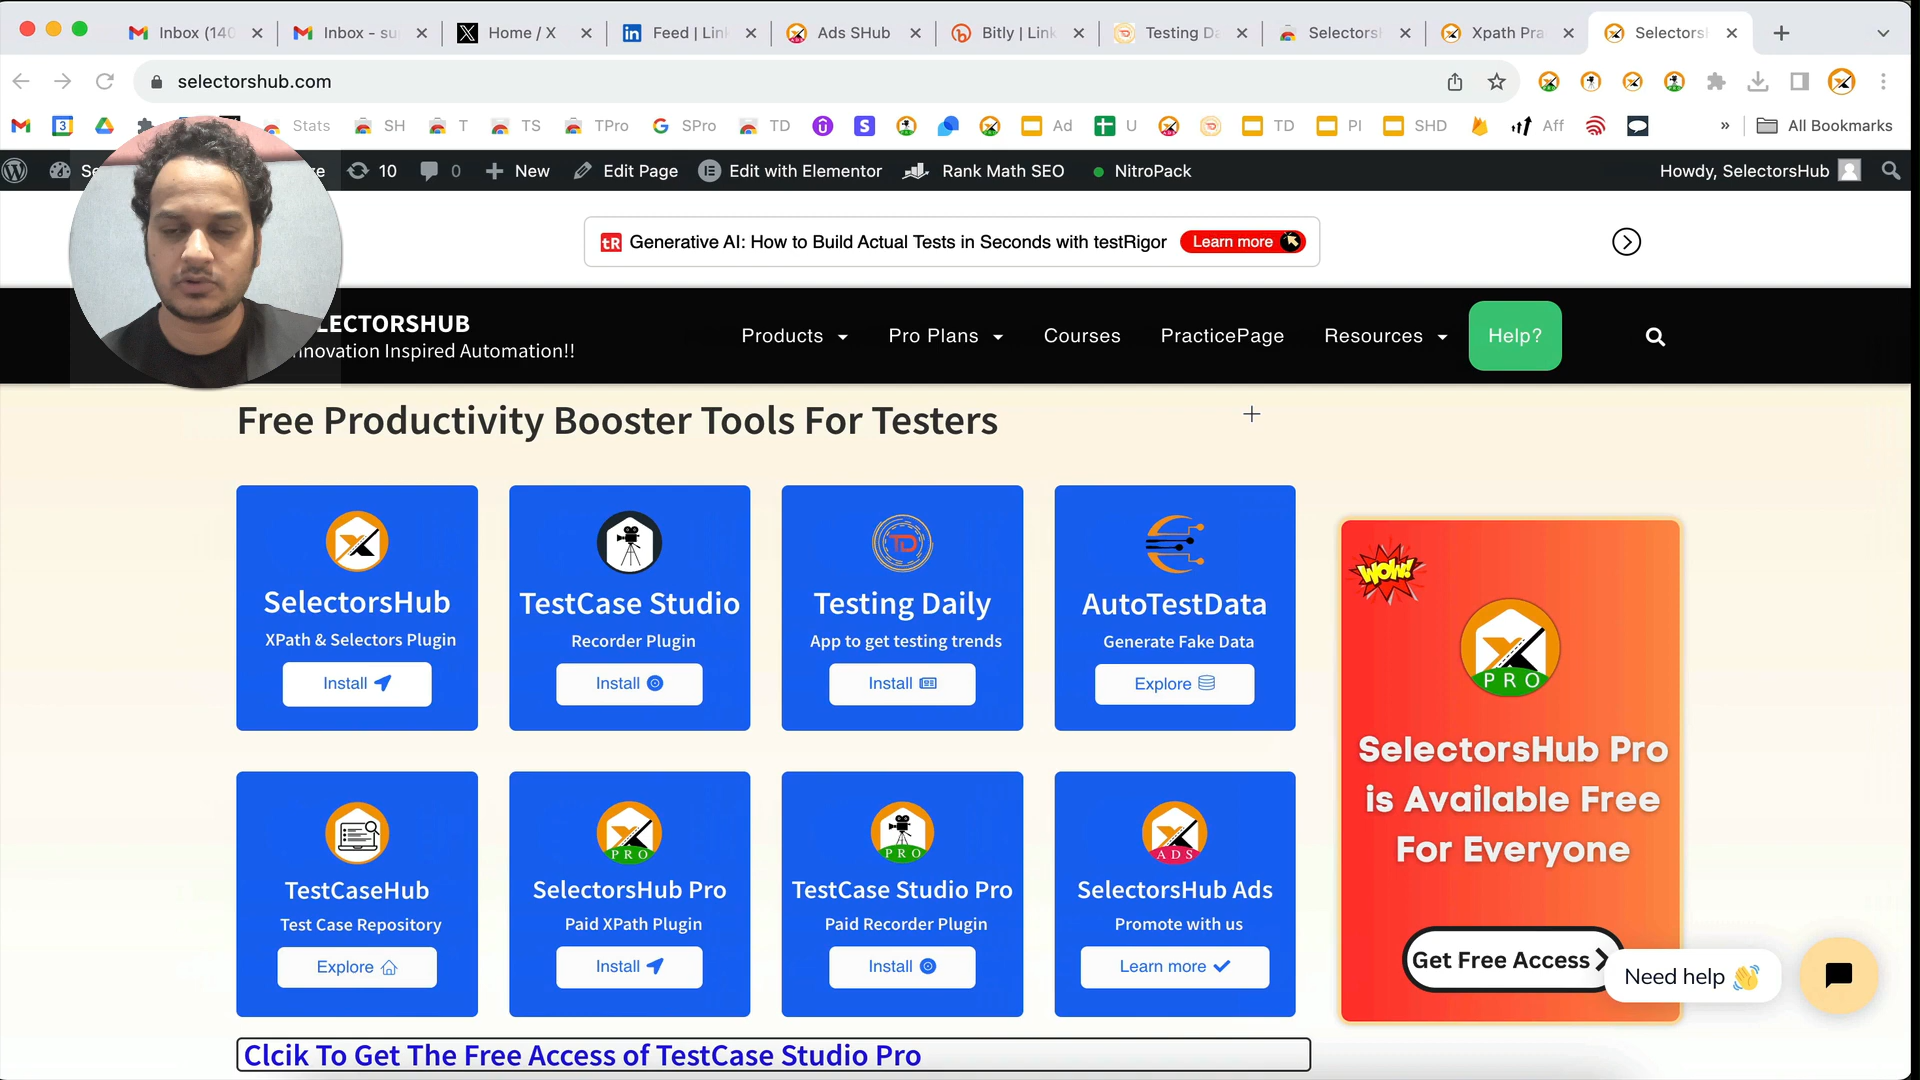 Inbox (140
Inbox - su
Home / X
Feed | Link
Ads SHub
Bitly | Link
Testing Da
Selectors
Xpath Pra
Selectors
selectorshub.com
Stats
SH
T
TS
TPro
SPro
TD
Ad
U
TD
PI
SHD
Aff
» All Bookmarks
10
0
New
Edit Page
Edit with Elementor
Rank Math SEO
NitroPack
Howdy, SelectorsHub
tR Generative AI: How to Build Actual Tests in Seconds with testRigor Learn more
LECTORSHUB
nnovation Inspired Automation!!
Products
Pro Plans
Courses
PracticePage
Resources
Help?
Free Productivity Booster Tools For Testers
SelectorsHub
XPath & Selectors Plugin
Install
TestCase Studio
Recorder Plugin
Install
TD
Testing Daily
App to get testing trends
Install
AutoTestData
Generate Fake Data
Explore
TestCaseHub
Test Case Repository
Explore
PRO
SelectorsHub Pro
Paid XPath Plugin
Install
PRO
TestCase Studio Pro
Paid Recorder Plugin
Install
ADS
SelectorsHub Ads
Promote with us
Learn more
WOW!
PRO
SelectorsHub Pro
is Available Free
For Everyone
Get Free Access
Need help
Clcik To Get The Free Access of TestCase Studio Pro